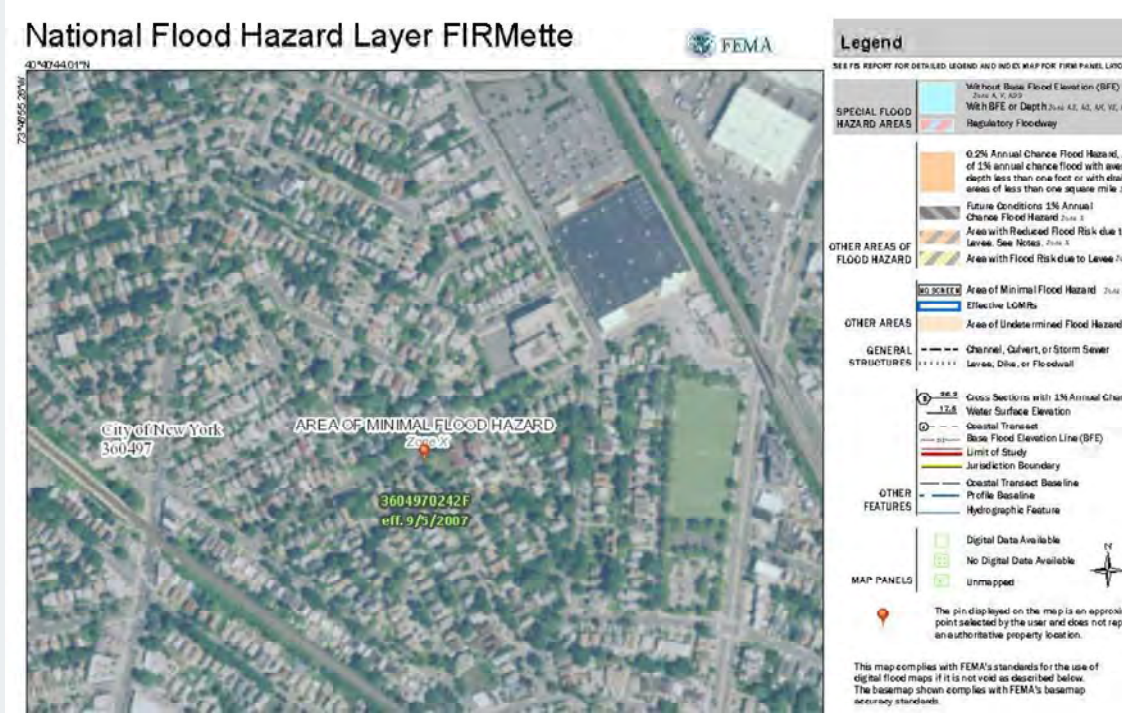 National Flood Hazard Layer FIRMette
FEMA
40°40'44.01"N
City of New York
360497
AREA OF MINIMAL FLOOD HAZARD
Zone X
3604970242F
eff. 9/5/2007
Legend
SEE FIS REPORT FOR DETAILED LEGEND AND INDEX MAP FOR FIRM PANEL
SPECIAL FLOOD
HAZARD AREAS
Without Base Flood Elevation (BFE)
Zone A, V, A99
With BFE or Depth
Regulatory Floodway
0.2% Annual Chance Flood Hazard,
of 1% annual chance flood with
depth less than one foot or with
areas of less than one square mile
Future Conditions 1% Annual
Chance Flood Hazard Zone X
Area with Reduced Flood Risk due
Levee. See Notes. Zone X
Area with Flood Risk due to Levee
OTHER AREAS OF
FLOOD HAZARD
NO SCREEN Area of Minimal Flood Hazard Zone
Effective LOMRs
OTHER AREAS
Area of Undetermined Flood Hazard
GENERAL
STRUCTURES
Channel, Culvert, or Storm Sewer
Levee, Dike, or Floodwall
Cross Sections with 1% Annual
17.5 Water Surface Elevation
Coastal Transect
Base Flood Elevation Line (BFE)
Limit of Study
Jurisdiction Boundary
Coastal Transect Baseline
OTHER
FEATURES
Profile Baseline
Hydrographic Feature
Digital Data Available
No Digital Data Available
MAP PANELS
Unmapped
N
The pin displayed on the map is an
point selected by the user and does not
an authoritative property location.
This map complies with FEMA's standards for the use of
digital flood maps if it is not void as described below.
The basemap shown complies with FEMA's basemap
accuracy standards